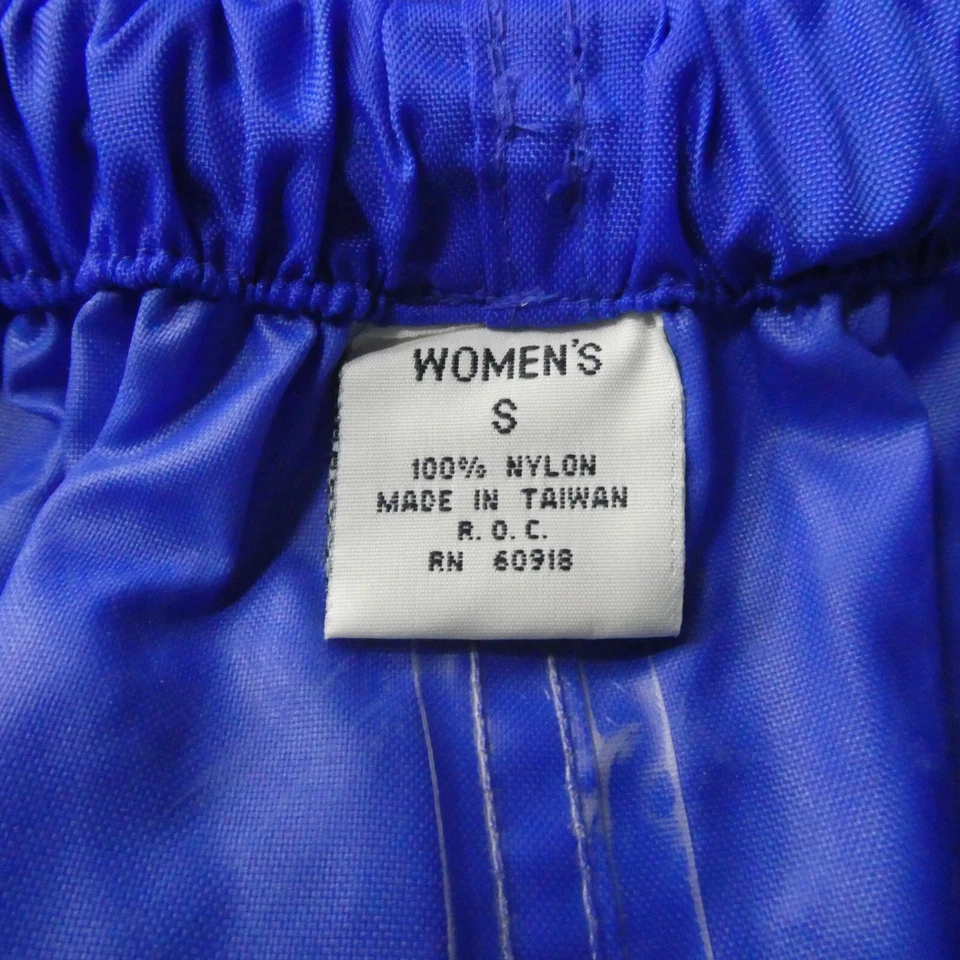 WOMEN'S
S
100% NYLON
MADE IN TAIWAN
R. O. C.
RN 60918